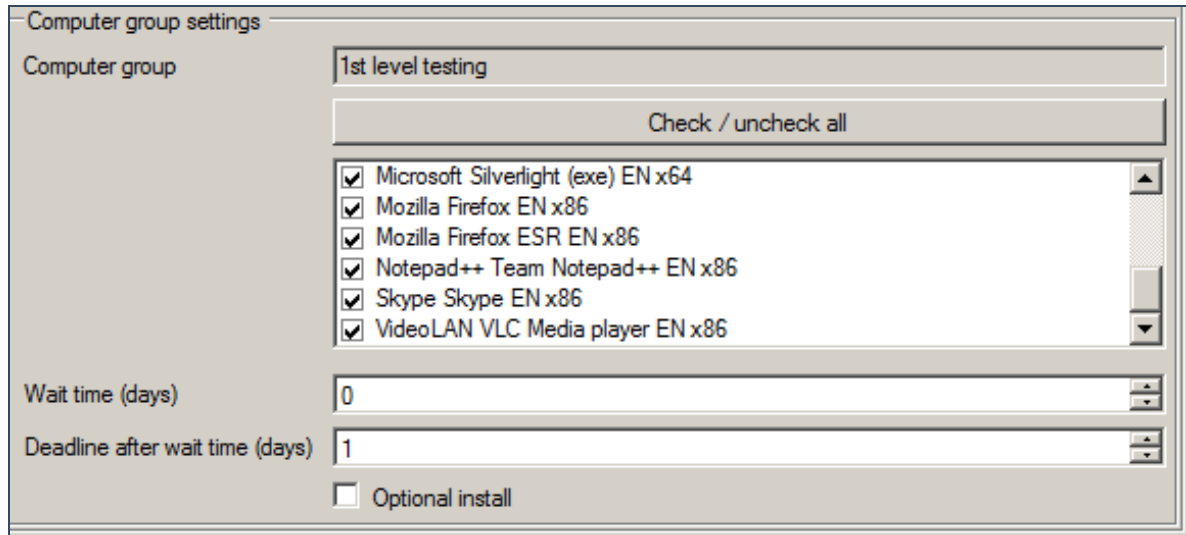 Computer group settings
Computer group
1st level testing
Check / uncheck all
Microsoft Silverlight (exe) EN x64
Mozilla Firefox EN x86
Mozilla Firefox ESR EN x86
Notepad++ Team Notepad++ EN x86
Skype Skype EN x86
VideoLAN VLC Media player EN x86
Wait time (days)
0
Deadline after wait time (days)
1
Optional install